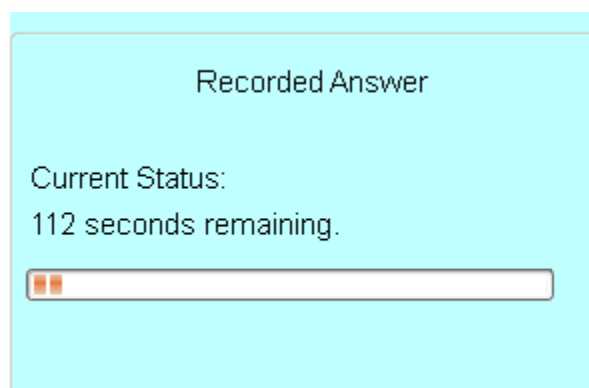 Recorded Answer
Current Status:
112 seconds remaining.